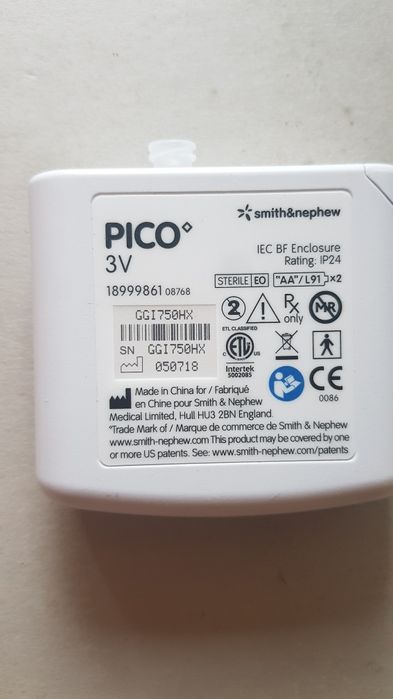 smith&nephew
PICO
3V
IEC BF Enclosure
Rating: IP24
18999861 08768
STERILE EO "AA"/L91 x2
GGI750HX
2 ! Rx only MR
SN GGI750HX
ETL CLASSIFIED
C ETL US
Intertek
5002085
050718
CE
0086
Made in China for / Fabriqué
en Chine pour Smith & Nephew
Medical Limited, Hull HU3 2BN England
°Trade Mark of / Marque de commerce de Smith & Nephew
www.smith-nephew.com This product may be covered by one
or more US patents. See: www.smith-nephew.com/patents